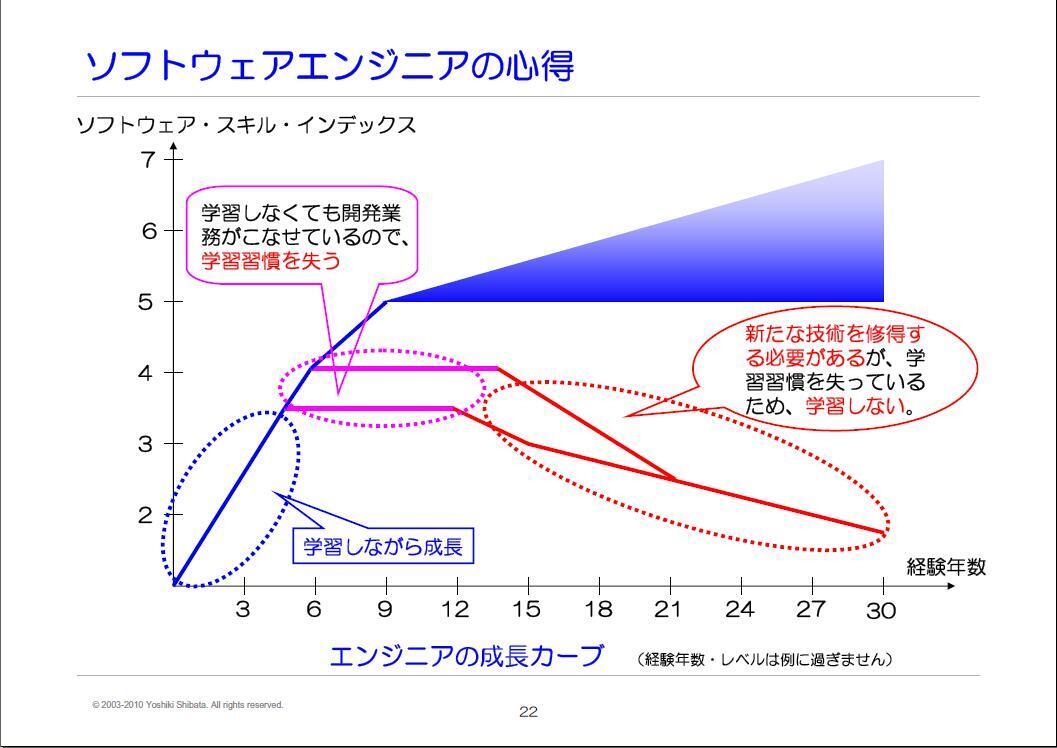 ソフトウェアエンジニアの心得
ソフトウェア・スキル・インデックス
7
6
5
4
3
2
学習しなくても開発業
務がこなせているので、
学習習慣を失う
新たな技術を修得す
る必要があるが、学
習習慣を失っている
ため、学習しない。
学習しながら成長
経験年数
3 6 9 12 15 18 21 24 27 30
エンジニアの成長カーブ (経験年数・レベルは例に過ぎません)
© 2003-2010 Yoshiki Shibata. All rights reserved.
22